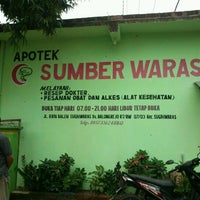 APOTEK
SUMBER WARAS
MELAYANI:
• RESEP DOKTER
• PESANAN OBAT DAN ALKES (ALAT KESEHATAN)
BUKA TIAP HARI 07.00-21.00 HARI LIBUR TETAP BUKA